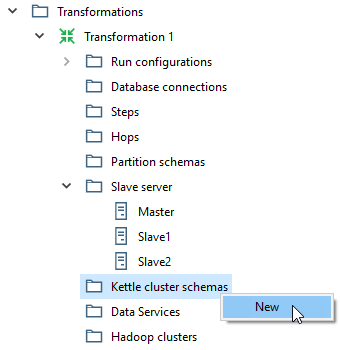 Transformations
Transformation 1
Run configurations
Database connections
Steps
Hops
Partition schemas
Slave server
Master
Slave1
Slave2
Kettle cluster schemas
New
Data Services
Hadoop clusters